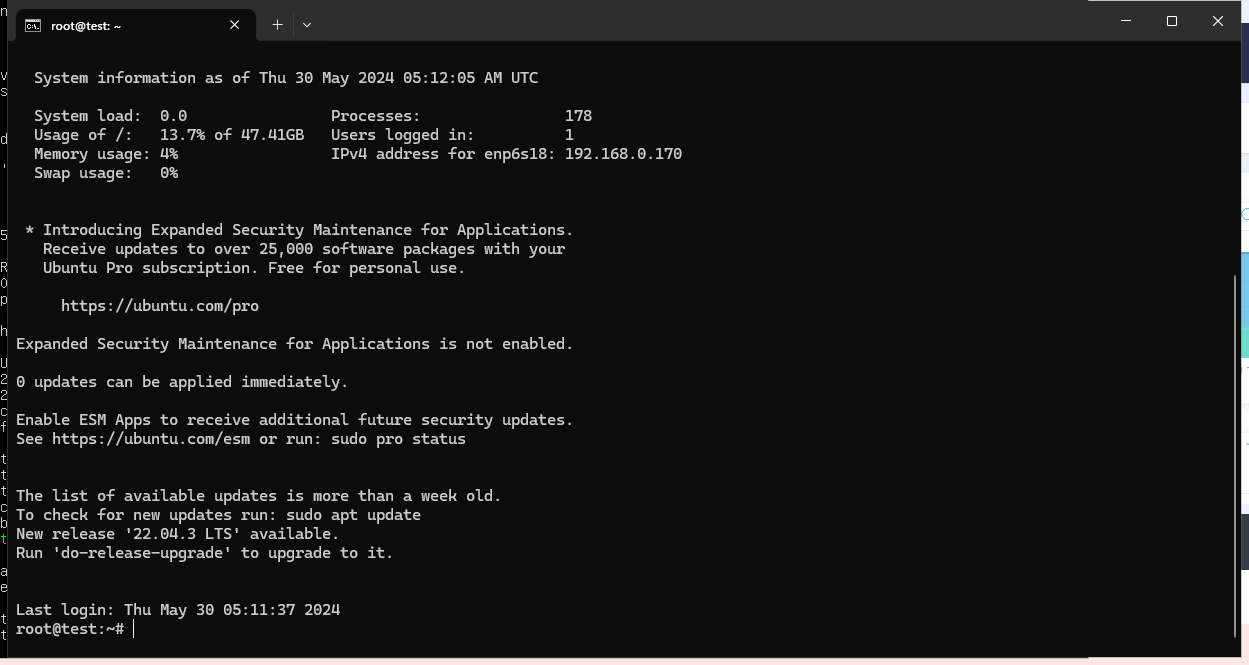 root@test: ~
System information as of Thu 30 May 2024 05:12:05 AM UTC
System load:  0.0                Processes:                178
Usage of /:   13.7% of 47.41GB   Users logged in:          1
Memory usage: 4%                 IPv4 address for enp6s18: 192.168.0.170
Swap usage:   0%
* Introducing Expanded Security Maintenance for Applications.
Receive updates to over 25,000 software packages with your
Ubuntu Pro subscription. Free for personal use.
https://ubuntu.com/pro
Expanded Security Maintenance for Applications is not enabled.
0 updates can be applied immediately.
Enable ESM Apps to receive additional future security updates.
See https://ubuntu.com/esm or run: sudo pro status
The list of available updates is more than a week old.
To check for new updates run: sudo apt update
New release '22.04.3 LTS' available.
Run 'do-release-upgrade' to upgrade to it.
Last login: Thu May 30 05:11:37 2024
root@test:~#